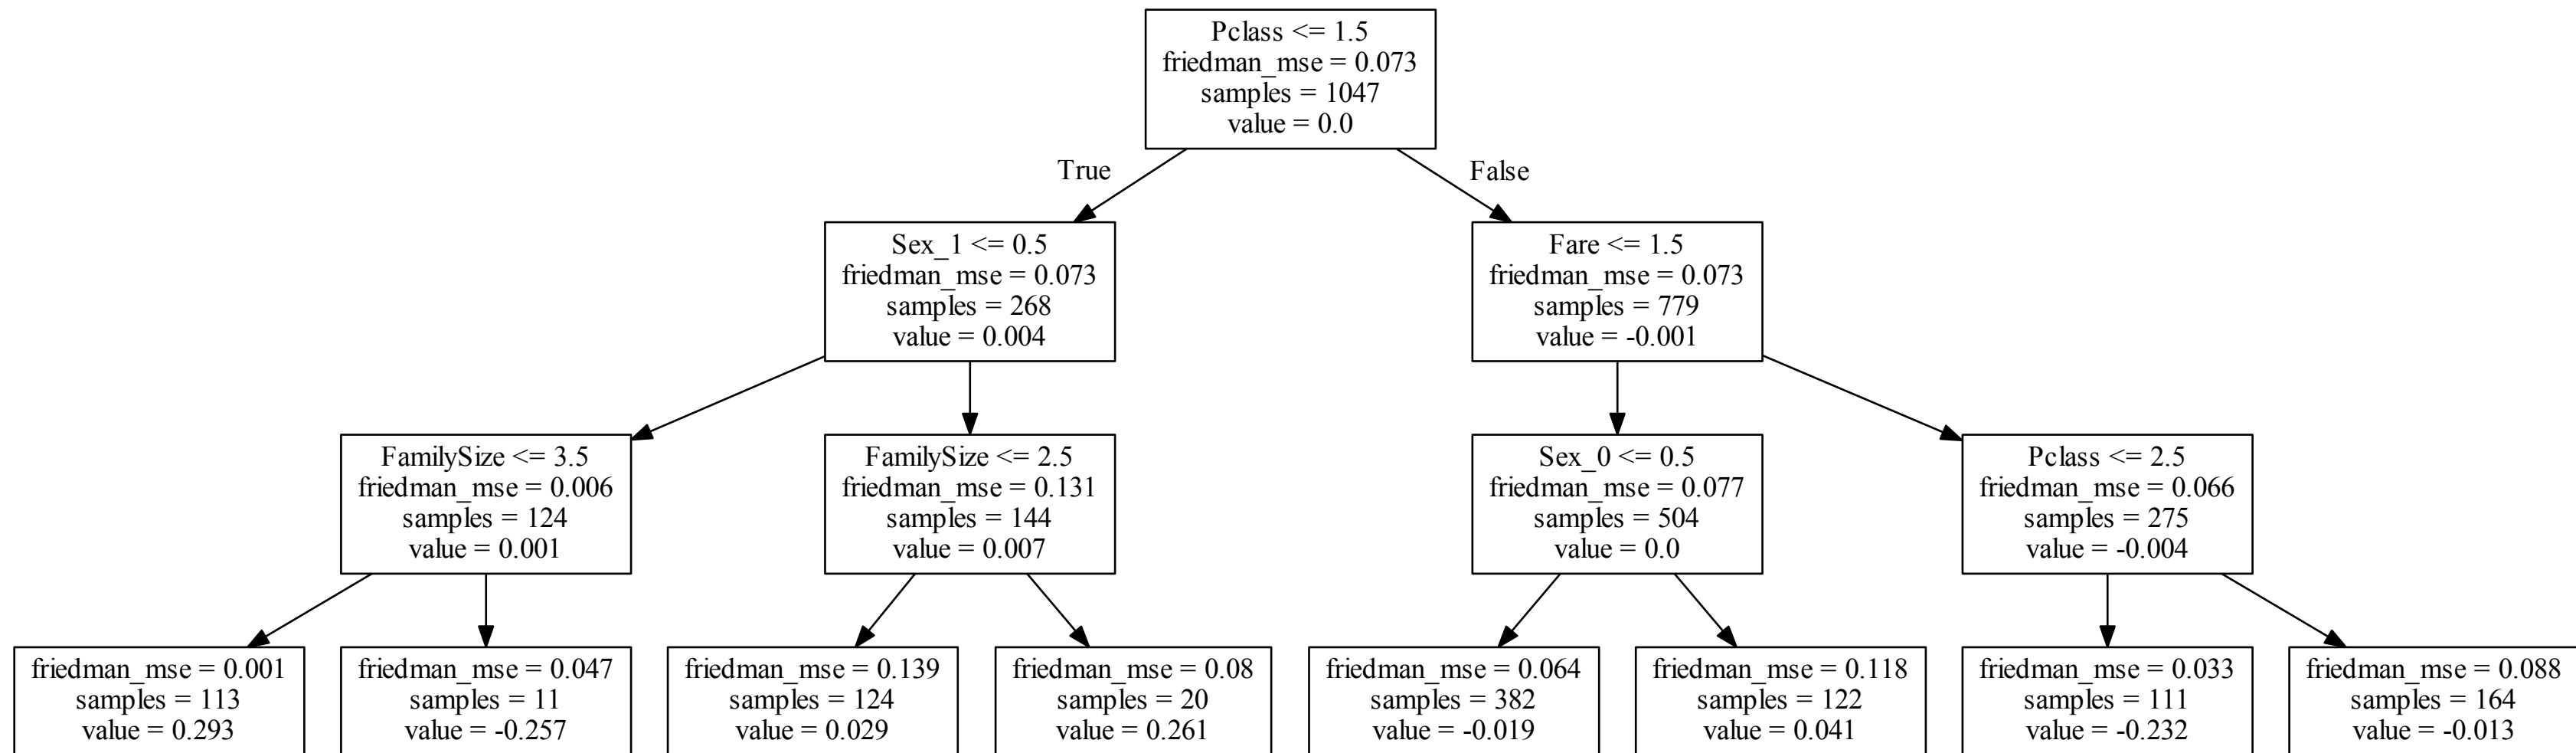 Pclass <= 1.5
friedman_mse = 0.073
samples = 1047
value = 0.0
True
False
Sex_1 <= 0.5
friedman_mse = 0.073
samples = 268
value = 0.004
Fare <= 1.5
friedman_mse = 0.073
samples = 779
value = -0.001
FamilySize <= 3.5
friedman_mse = 0.006
samples = 124
value = 0.001
FamilySize <= 2.5
friedman_mse = 0.131
samples = 144
value = 0.007
Sex_0 <= 0.5
friedman_mse = 0.077
samples = 504
value = 0.0
Pclass <= 2.5
friedman_mse = 0.066
samples = 275
value = -0.004
friedman_mse = 0.001
samples = 113
value = 0.293
friedman_mse = 0.047
samples = 11
value = -0.257
friedman_mse = 0.139
samples = 124
value = 0.029
friedman_mse = 0.08
samples = 20
value = 0.261
friedman_mse = 0.064
samples = 382
value = -0.019
friedman_mse = 0.118
samples = 122
value = 0.041
friedman_mse = 0.033
samples = 111
value = -0.232
friedman_mse = 0.088
samples = 164
value = -0.013